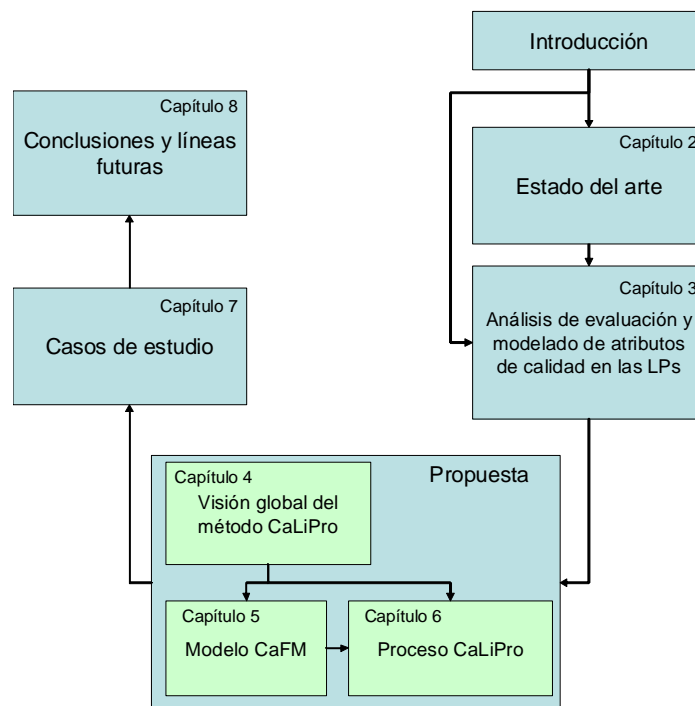 Introducción
Capítulo 2
Estado del arte
Capítulo 3
Análisis de evaluación y
modelado de atributos
de calidad en las LPs
Propuesta
Capítulo 4
Visión global del
método CaLiPro
Capítulo 5
Modelo CaFM
Capítulo 6
Proceso CaLiPro
Capítulo 7
Casos de estudio
Capítulo 8
Conclusiones y líneas
futuras